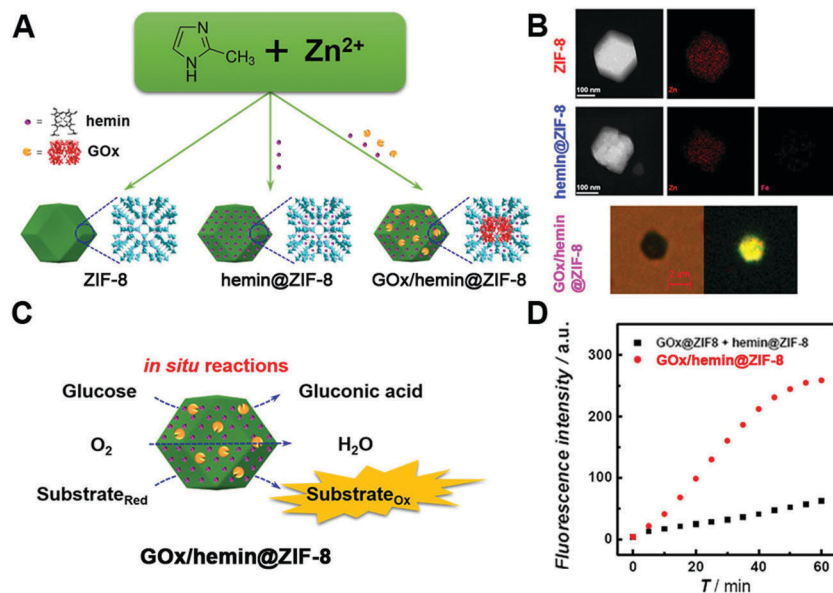 A
N
NH
CH₃
+ Zn²⁺
= hemin
= GOx
ZIF-8
hemin@ZIF-8
GOx/hemin@ZIF-8
B
ZIF-8
100 nm
Zn
hemin@ZIF-8
100 nm
Zn
Fe
GOx/hemin
@ZIF-8
C
in situ reactions
Glucose
Gluconic acid
O₂
H₂O
Substrate_Red
Substrate_Ox
GOx/hemin@ZIF-8
D
GOx@ZIF8 + hemin@ZIF-8
GOx/hemin@ZIF-8
Fluorescence intensity / a.u.
300
200
100
0
0
20
40
60
T / min